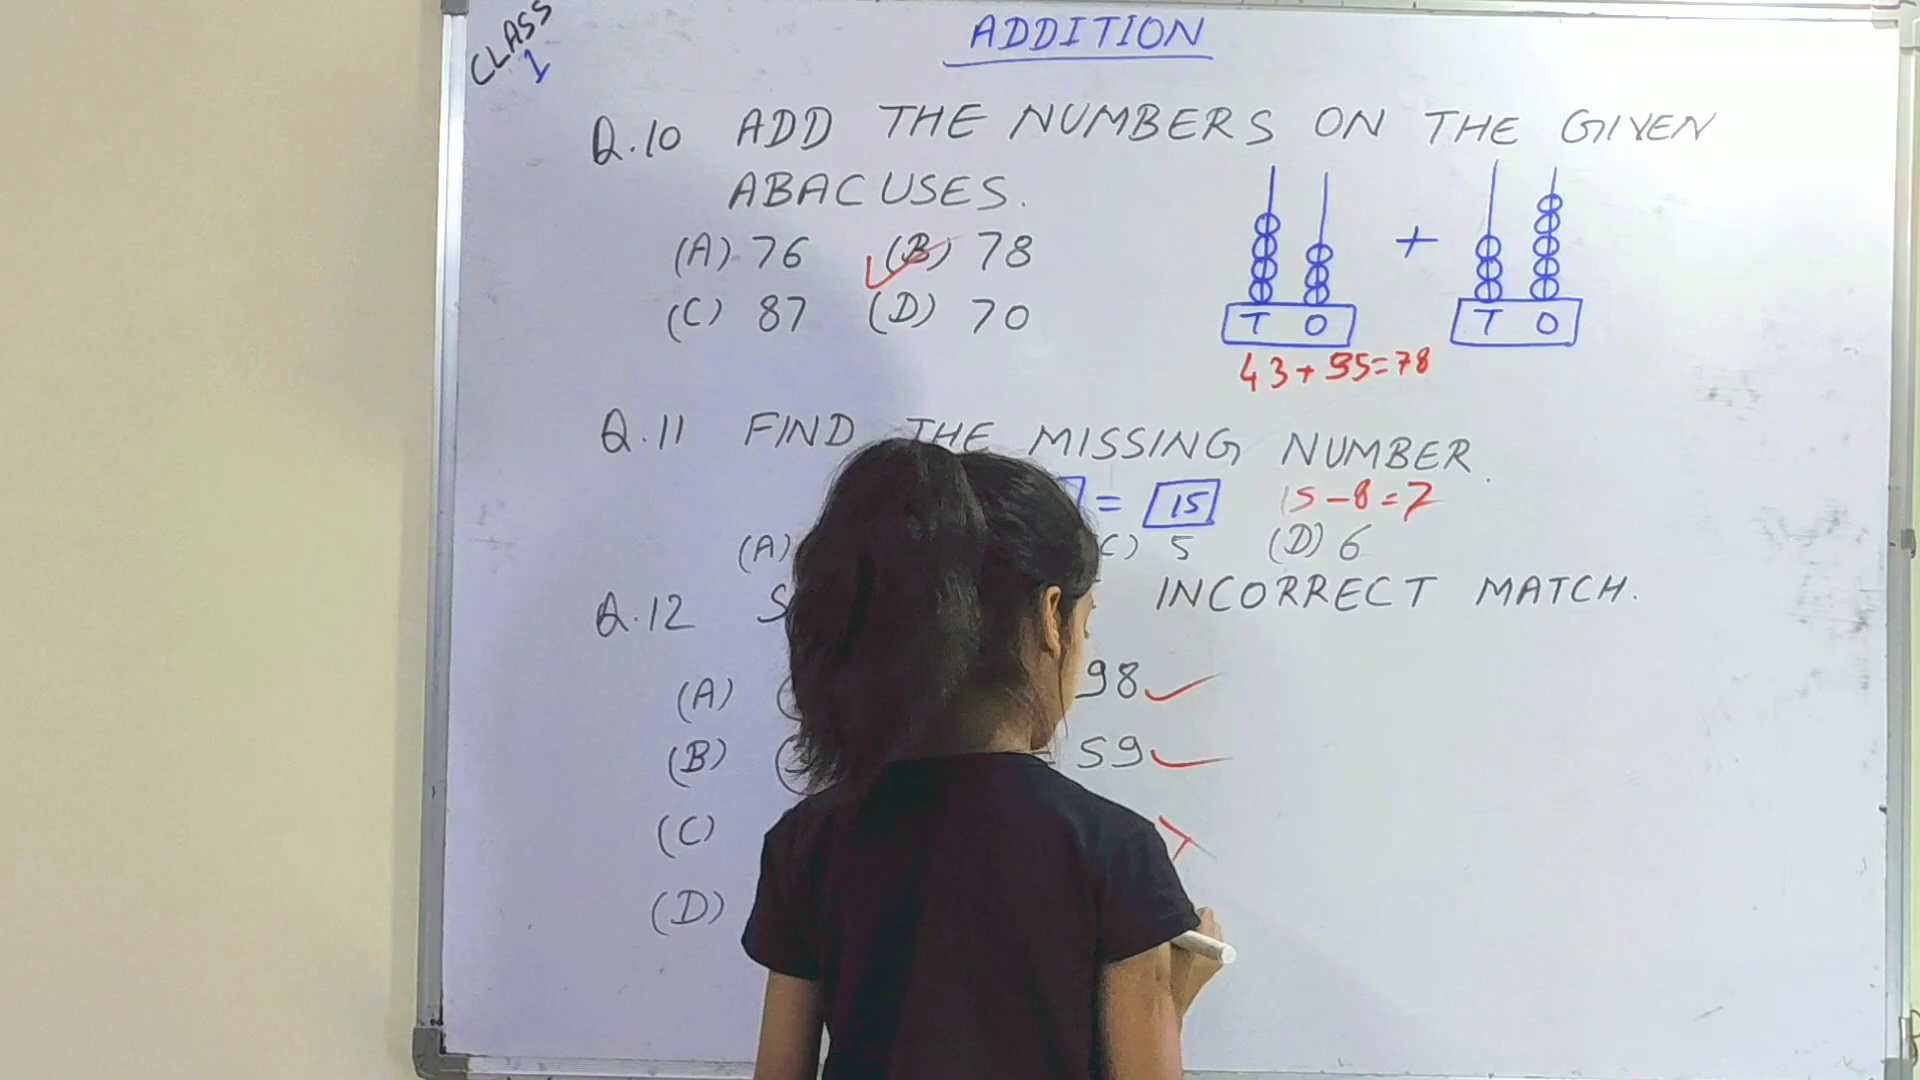 CLASS
1
ADDITION
Q.10 ADD THE NUMBERS ON THE GIVEN
ABACUSES.
(A) 76 (B) 78
(C) 87 (D) 70
+
T O T O
43+35=78
Q.11 FIND THE MISSING NUMBER.
= 15 15-8=7
(A) C) 5 (D) 6
Q.12 S INCORRECT MATCH.
(A) 98
(B) 59
(C)
(D)